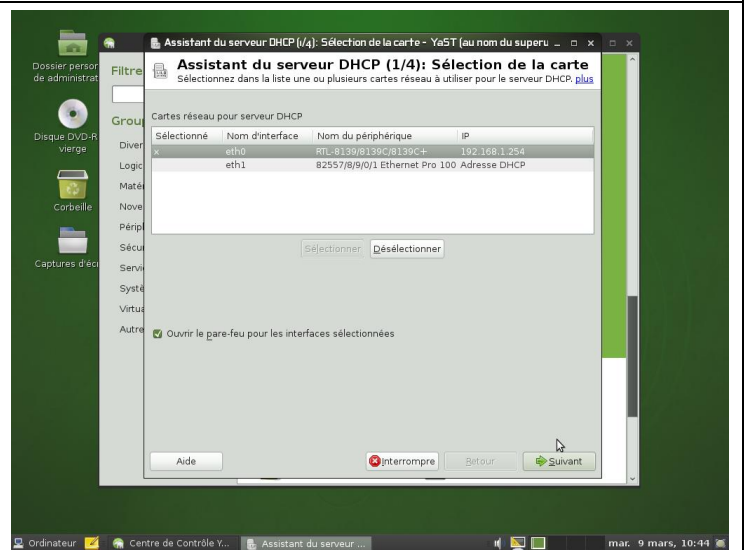 Assistant du serveur DHCP (1/4): Sélection de la carte - YaST (au nom du superu
Dossier person
de administrat
Disque DVD-R
vierge
Corbeille
Captures d'écr
Filtre
Group
Diver
Logic
Matér
Nove
Périph
Sécur
Servi
Systè
Virtua
Autre
Assistant du serveur DHCP (1/4): Sélection de la carte
Sélectionnez dans la liste une ou plusieurs cartes réseau à utiliser pour le serveur DHCP. plus
Cartes réseau pour serveur DHCP
Sélectionné Nom d'interface Nom du périphérique IP
x eth0 RTL-8139/8139C/8139C+ 192.168.1.254
eth1 82557/8/9/0/1 Ethernet Pro 100 Adresse DHCP
Sélectionner Désélectionner
Ouvrir le pare-feu pour les interfaces sélectionnées
Aide Interrompre Retour Suivant
Ordinateur Centre de Contrôle Y... Assistant du serveur ... mar. 9 mars, 10:44